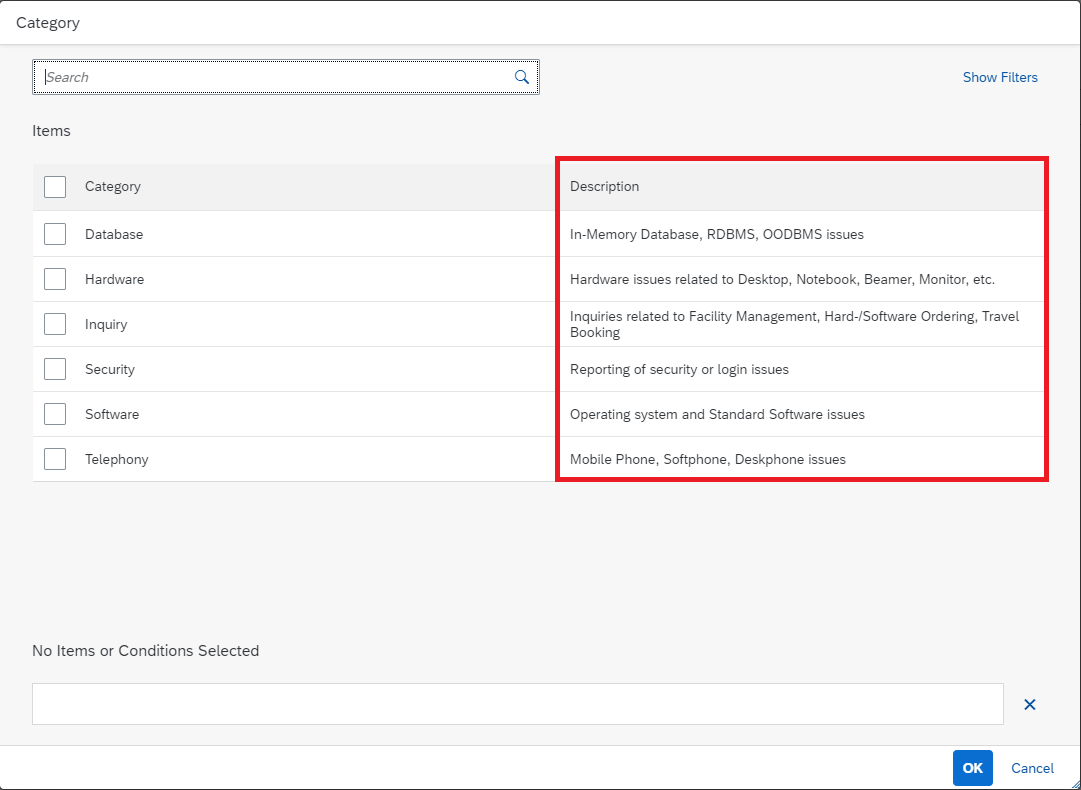 Category
Search
Show Filters
Items
Category Description
Database In-Memory Database, RDBMS, OODBMS issues
Hardware Hardware issues related to Desktop, Notebook, Beamer, Monitor, etc.
Inquiry Inquiries related to Facility Management, Hard-/Software Ordering, Travel
Booking
Security Reporting of security or login issues
Software Operating system and Standard Software issues
Telephony Mobile Phone, Softphone, Deskphone issues
No Items or Conditions Selected
OK Cancel